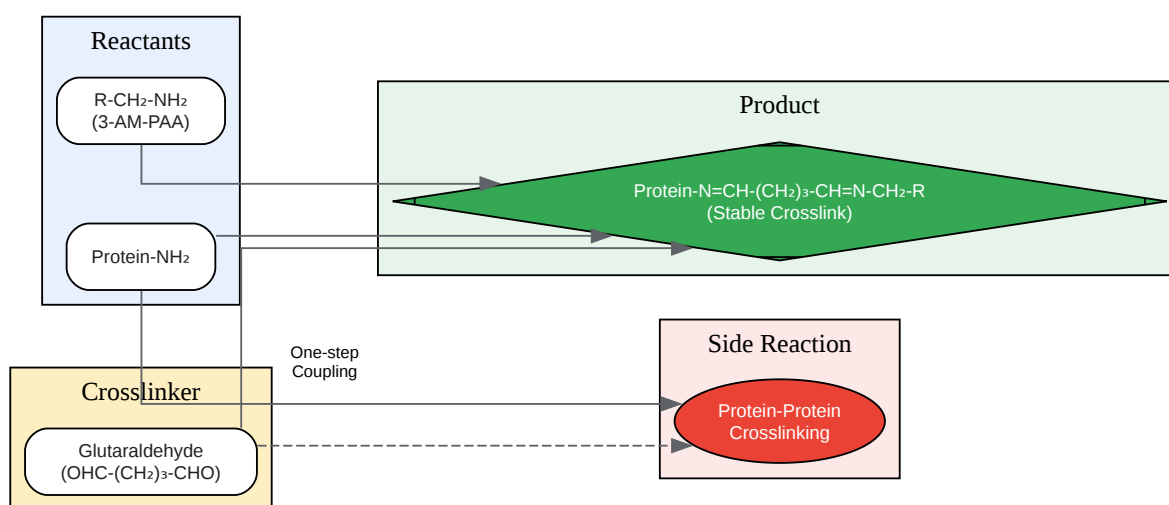 Reactants
R-CH₂-NH₂
(3-AM-PAA)
Protein-NH₂
Product
Protein-N=CH-(CH₂)₃-CH=N-CH₂-R
(Stable Crosslink)
Crosslinker
Glutaraldehyde
(OHC-(CH₂)₃-CHO)
One-step
Coupling
Side Reaction
Protein-Protein
Crosslinking